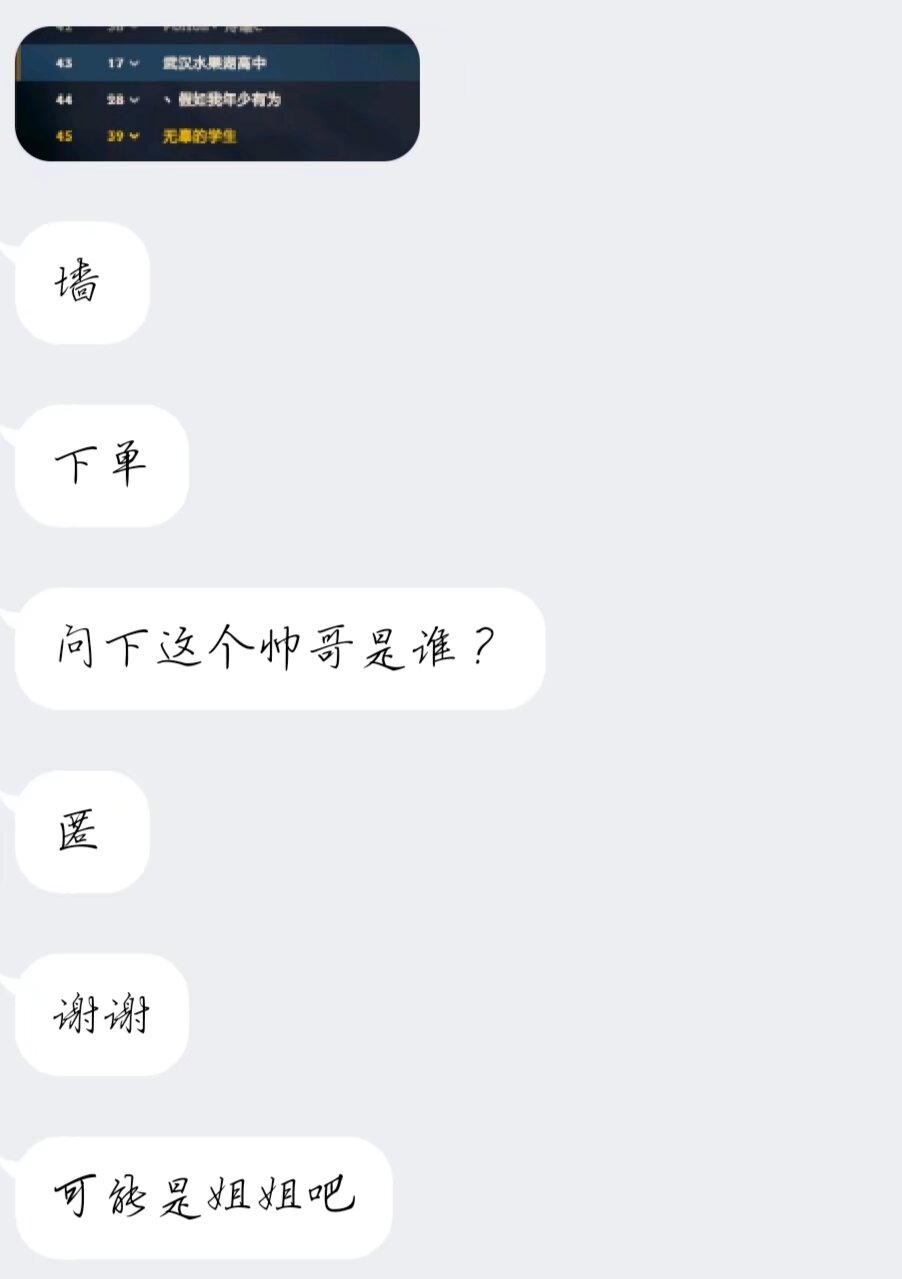 43 17 武汉水果湖高中
44 28 、假如我年少有为
45 39 无辜的学生
墙
下单
问下这个帅哥是谁？
匿
谢谢
可能是姐姐吧